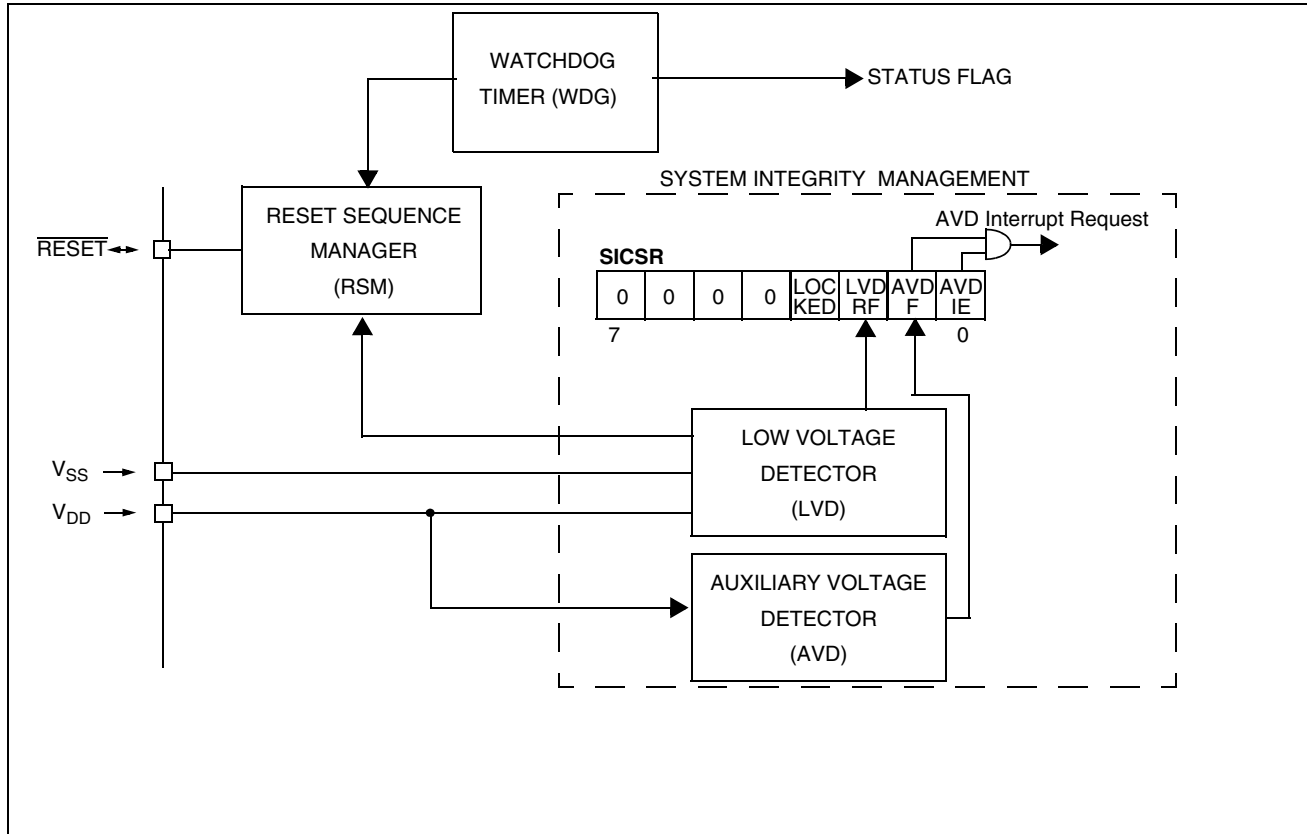 WATCHDOG
TIMER (WDG)
STATUS FLAG
SYSTEM INTEGRITY MANAGEMENT
RESET SEQUENCE
MANAGER
(RSM)
RESET
AVD Interrupt Request
SICSR
0 0 0 0 LOC KED LVD RF AVD F AVD IE
7 0
LOW VOLTAGE
DETECTOR
(LVD)
VSS
VDD
AUXILIARY VOLTAGE
DETECTOR
(AVD)